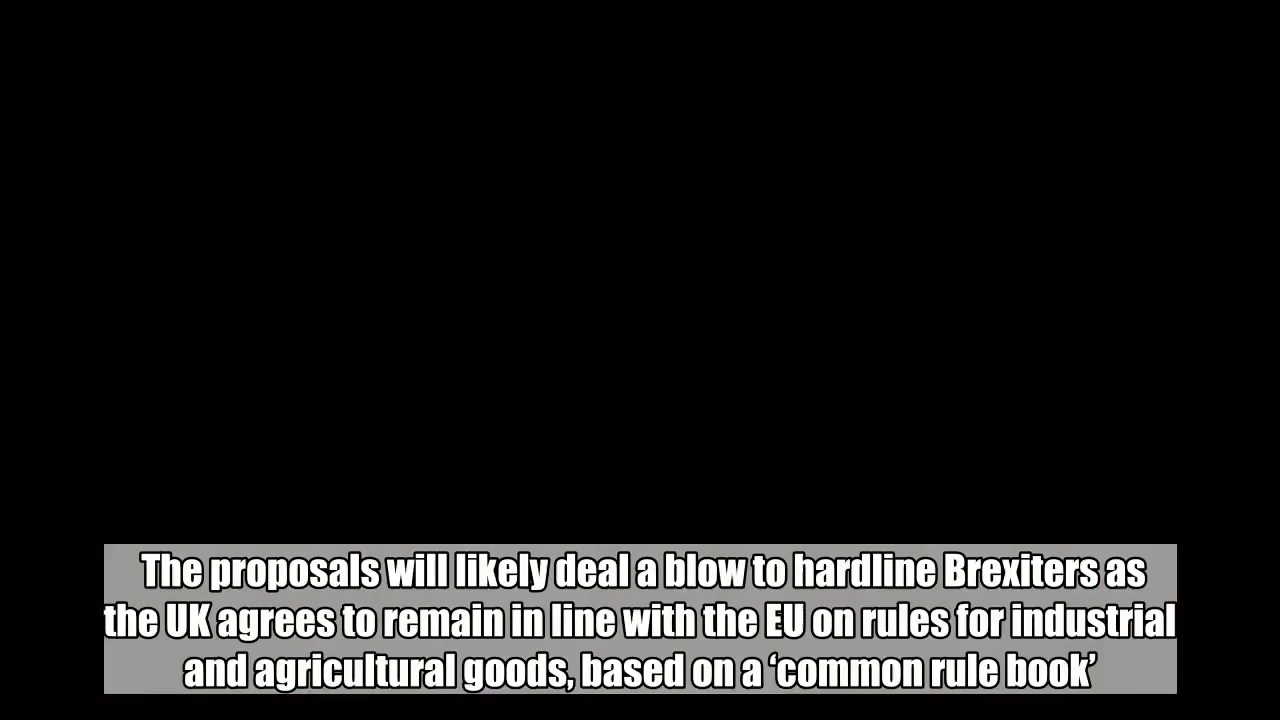 The proposals will likely deal a blow to hardline Brexiters as
the UK agrees to remain in line with the EU on rules for industrial
and agricultural goods, based on a ‘common rule book’